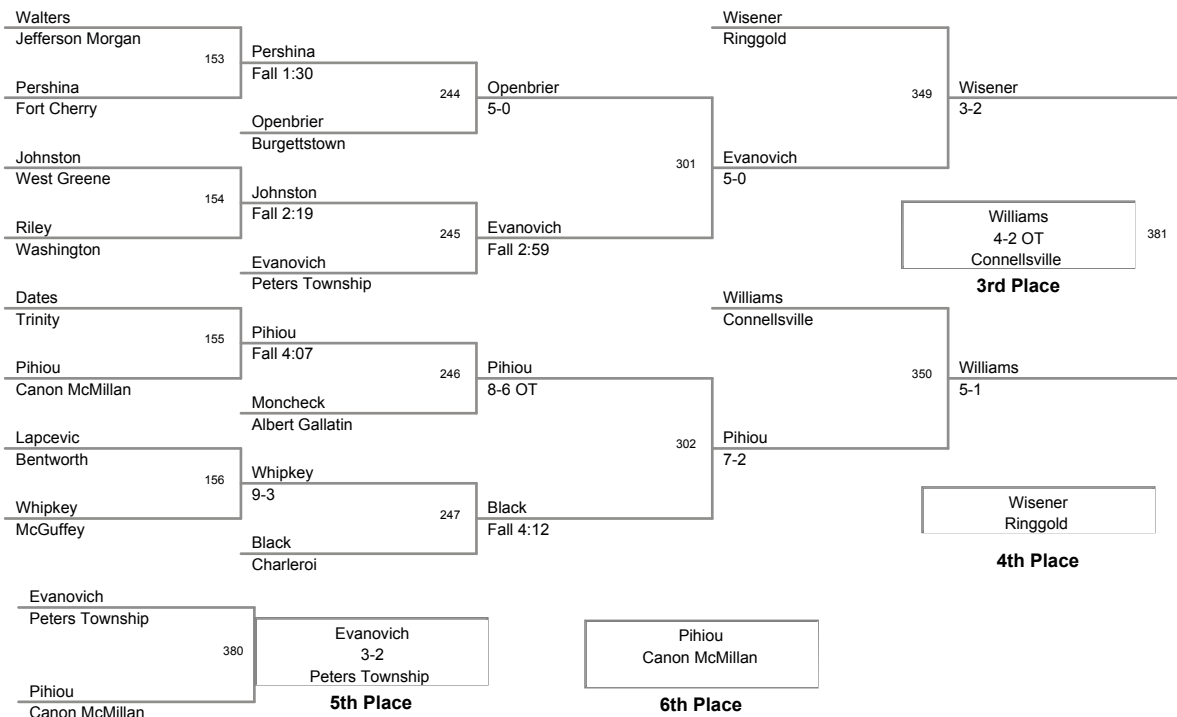 Walters
Jefferson Morgan
153
Pershina
Fort Cherry
Johnston
West Greene
154
Riley
Washington
Dates
Trinity
155
Pihiou
Canon McMillan
Lapcevic
Bentworth
156
Whipkey
McGuffey
Pershina
Fall 1:30
244
Openbrier
Burgettstown
Johnston
Fall 2:19
245
Evanovich
Peters Township
Pihiou
Fall 4:07
246
Moncheck
Albert Gallatin
Whipkey
9-3
247
Black
Charleroi
Openbrier
5-0
301
Evanovich
Fall 2:59
Pihiou
8-6 OT
302
Black
Fall 4:12
Wisener
Ringgold
349
Evanovich
5-0
Williams
Connellsville
350
Pihiou
7-2
Wisener
3-2
Williams
4-2 OT
Connellsville
381
3rd Place
Williams
5-1
Wisener
Ringgold
4th Place
Evanovich
Peters Township
380
Pihiou
Canon McMillan
Evanovich
3-2
Peters Township
5th Place
Pihiou
Canon McMillan
6th Place